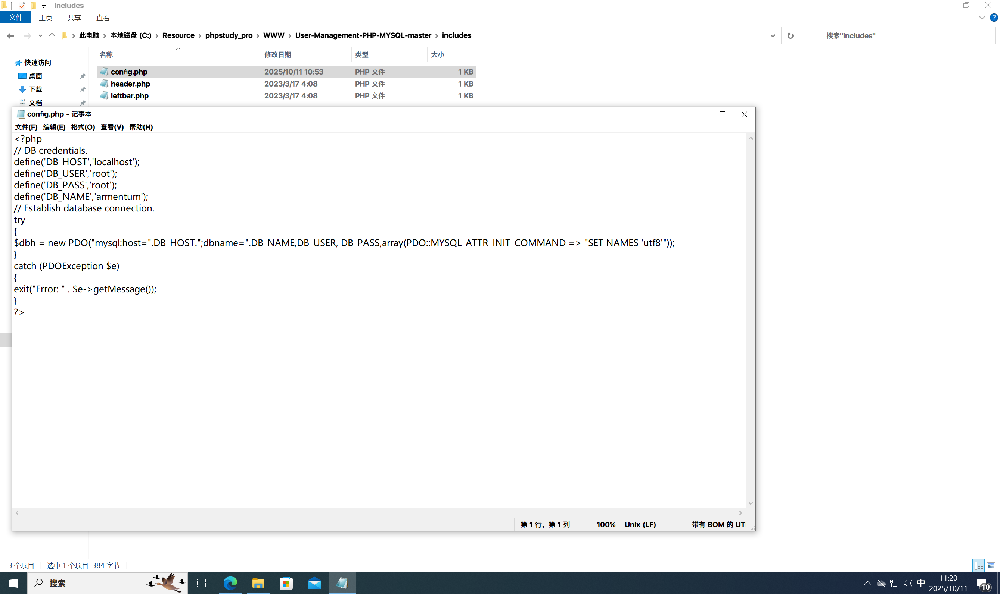 includes
文件 主页 共享 查看
此电脑 本地磁盘 (C:) Resource phpstudy_pro WWW User-Management-PHP-MYSQL-master includes
搜索"includes"
名称 修改日期 类型 大小
快速访问
桌面
下载
文档
config.php 2025/10/11 10:53 PHP 文件 1 KB
header.php 2023/3/17 4:08 PHP 文件 1 KB
leftbar.php 2023/3/17 4:08 PHP 文件 1 KB
config.php - 记事本
文件(F) 编辑(E) 格式(O) 查看(V) 帮助(H)
<?php
// DB credentials.
define('DB_HOST','localhost');
define('DB_USER','root');
define('DB_PASS','root');
define('DB_NAME','armentum');
// Establish database connection.
try
{
$dbh = new PDO("mysql:host=".DB_HOST.";dbname=".DB_NAME,DB_USER, DB_PASS,array(PDO::MYSQL_ATTR_INIT_COMMAND => "SET NAMES 'utf8'"));
}
catch (PDOException $e)
{
exit("Error: " . $e->getMessage());
}
?>
第 1 行，第 1 列 100% Unix (LF) 带有 BOM 的 UT
3 个项目 选中 1 个项目 384 字节
搜索
中
11:20
2025/10/11
10